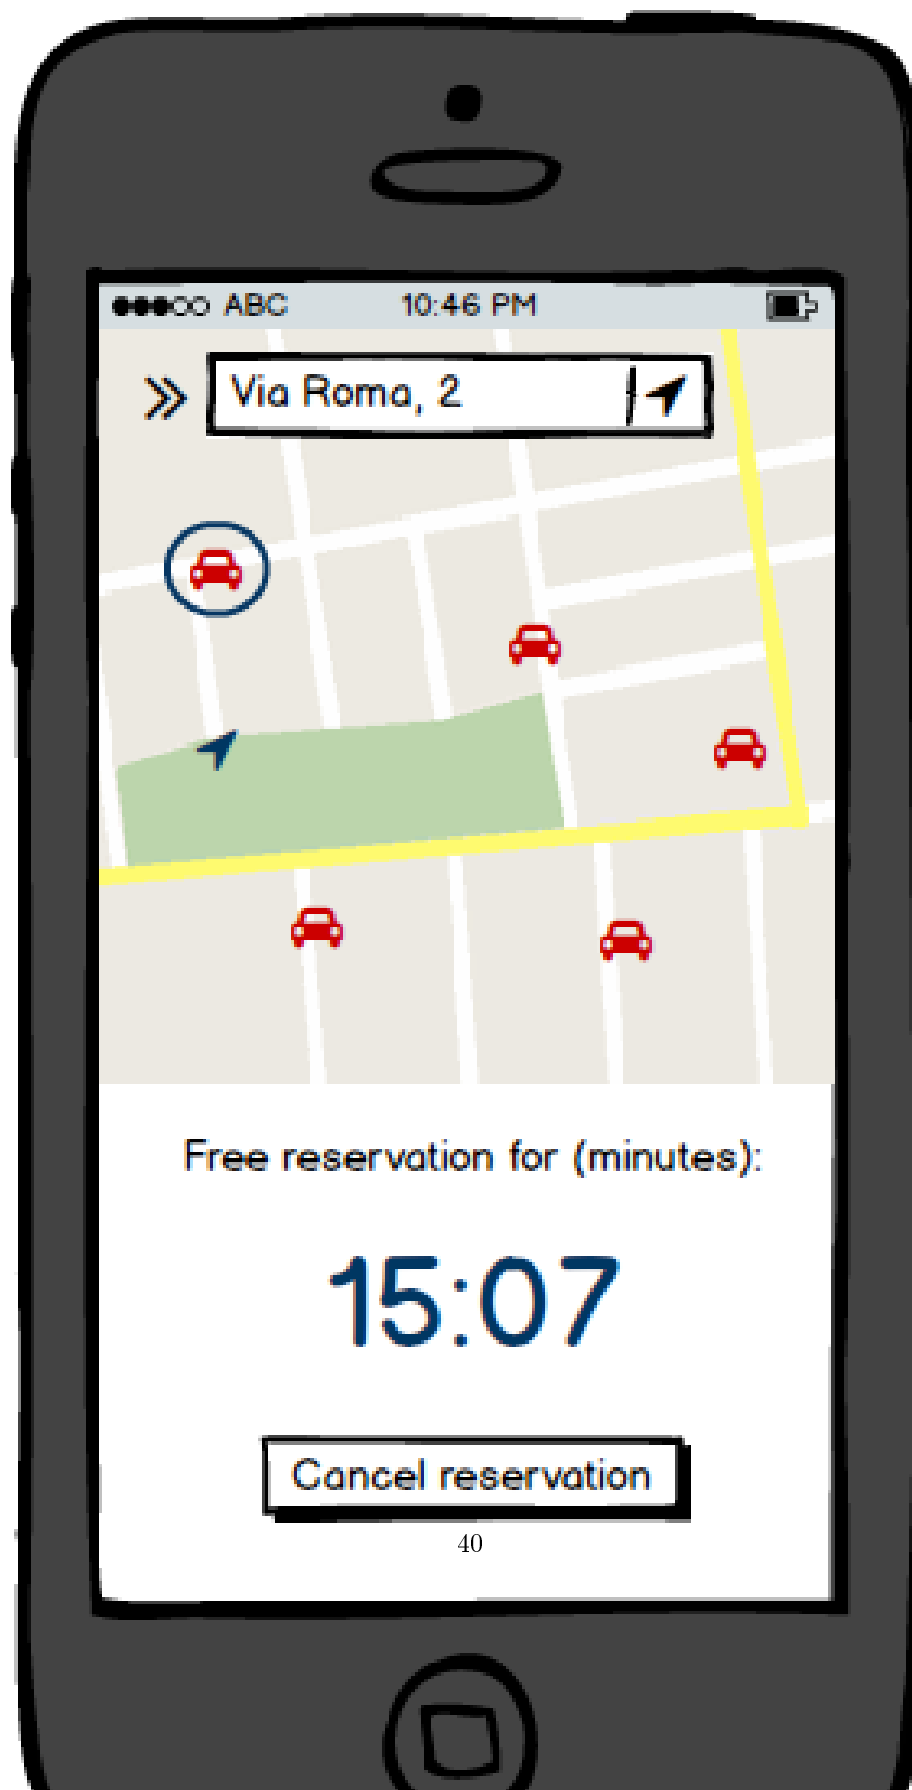 ABC 10:46 PM
Via Roma, 2
Free reservation for (minutes):
15:07
Cancel reservation
40